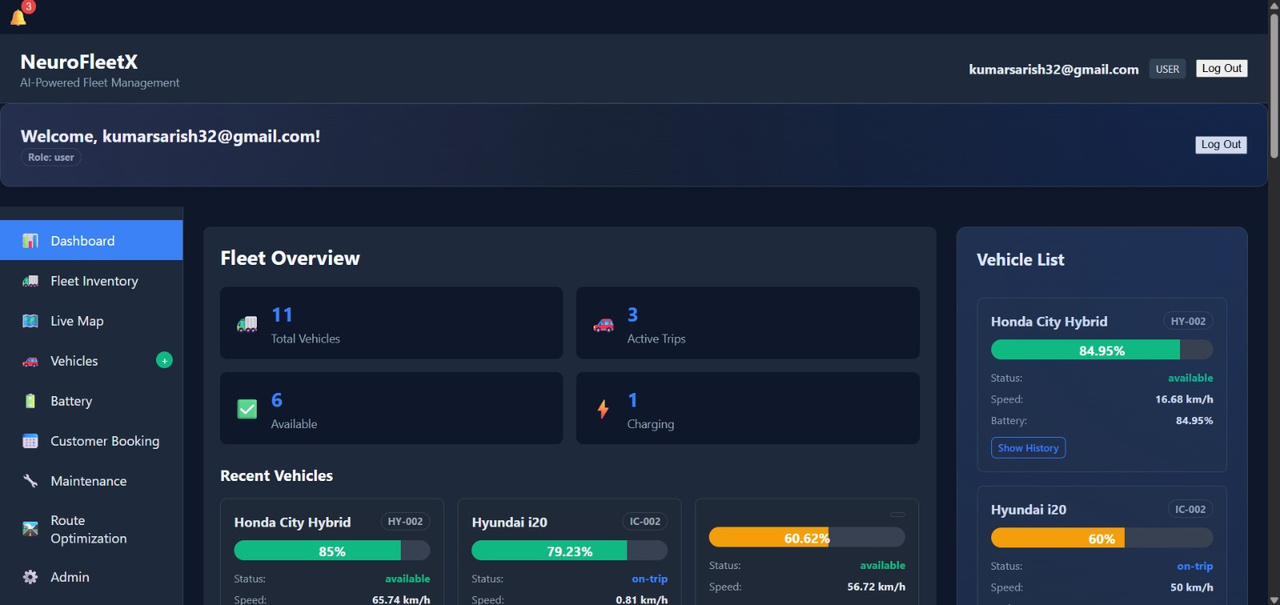 3
NeuroFleetX
AI-Powered Fleet Management
kumarsarish32@gmail.com USER Log Out
Welcome, kumarsarish32@gmail.com!
Role: user
Log Out
Dashboard
Fleet Inventory
Live Map
Vehicles +
Battery
Customer Booking
Maintenance
Route
Optimization
Admin
Fleet Overview
11
Total Vehicles
3
Active Trips
6
Available
1
Charging
Recent Vehicles
Honda City Hybrid HY-002
85%
Status: available
Speed: 65.74 km/h
Hyundai i20 IC-002
79.23%
Status: on-trip
Speed: 0.81 km/h
60.62%
Status: available
Speed: 56.72 km/h
Vehicle List
Honda City Hybrid HY-002
84.95%
Status: available
Speed: 16.68 km/h
Battery: 84.95%
Show History
Hyundai i20 IC-002
60%
Status: on-trip
Speed: 50 km/h